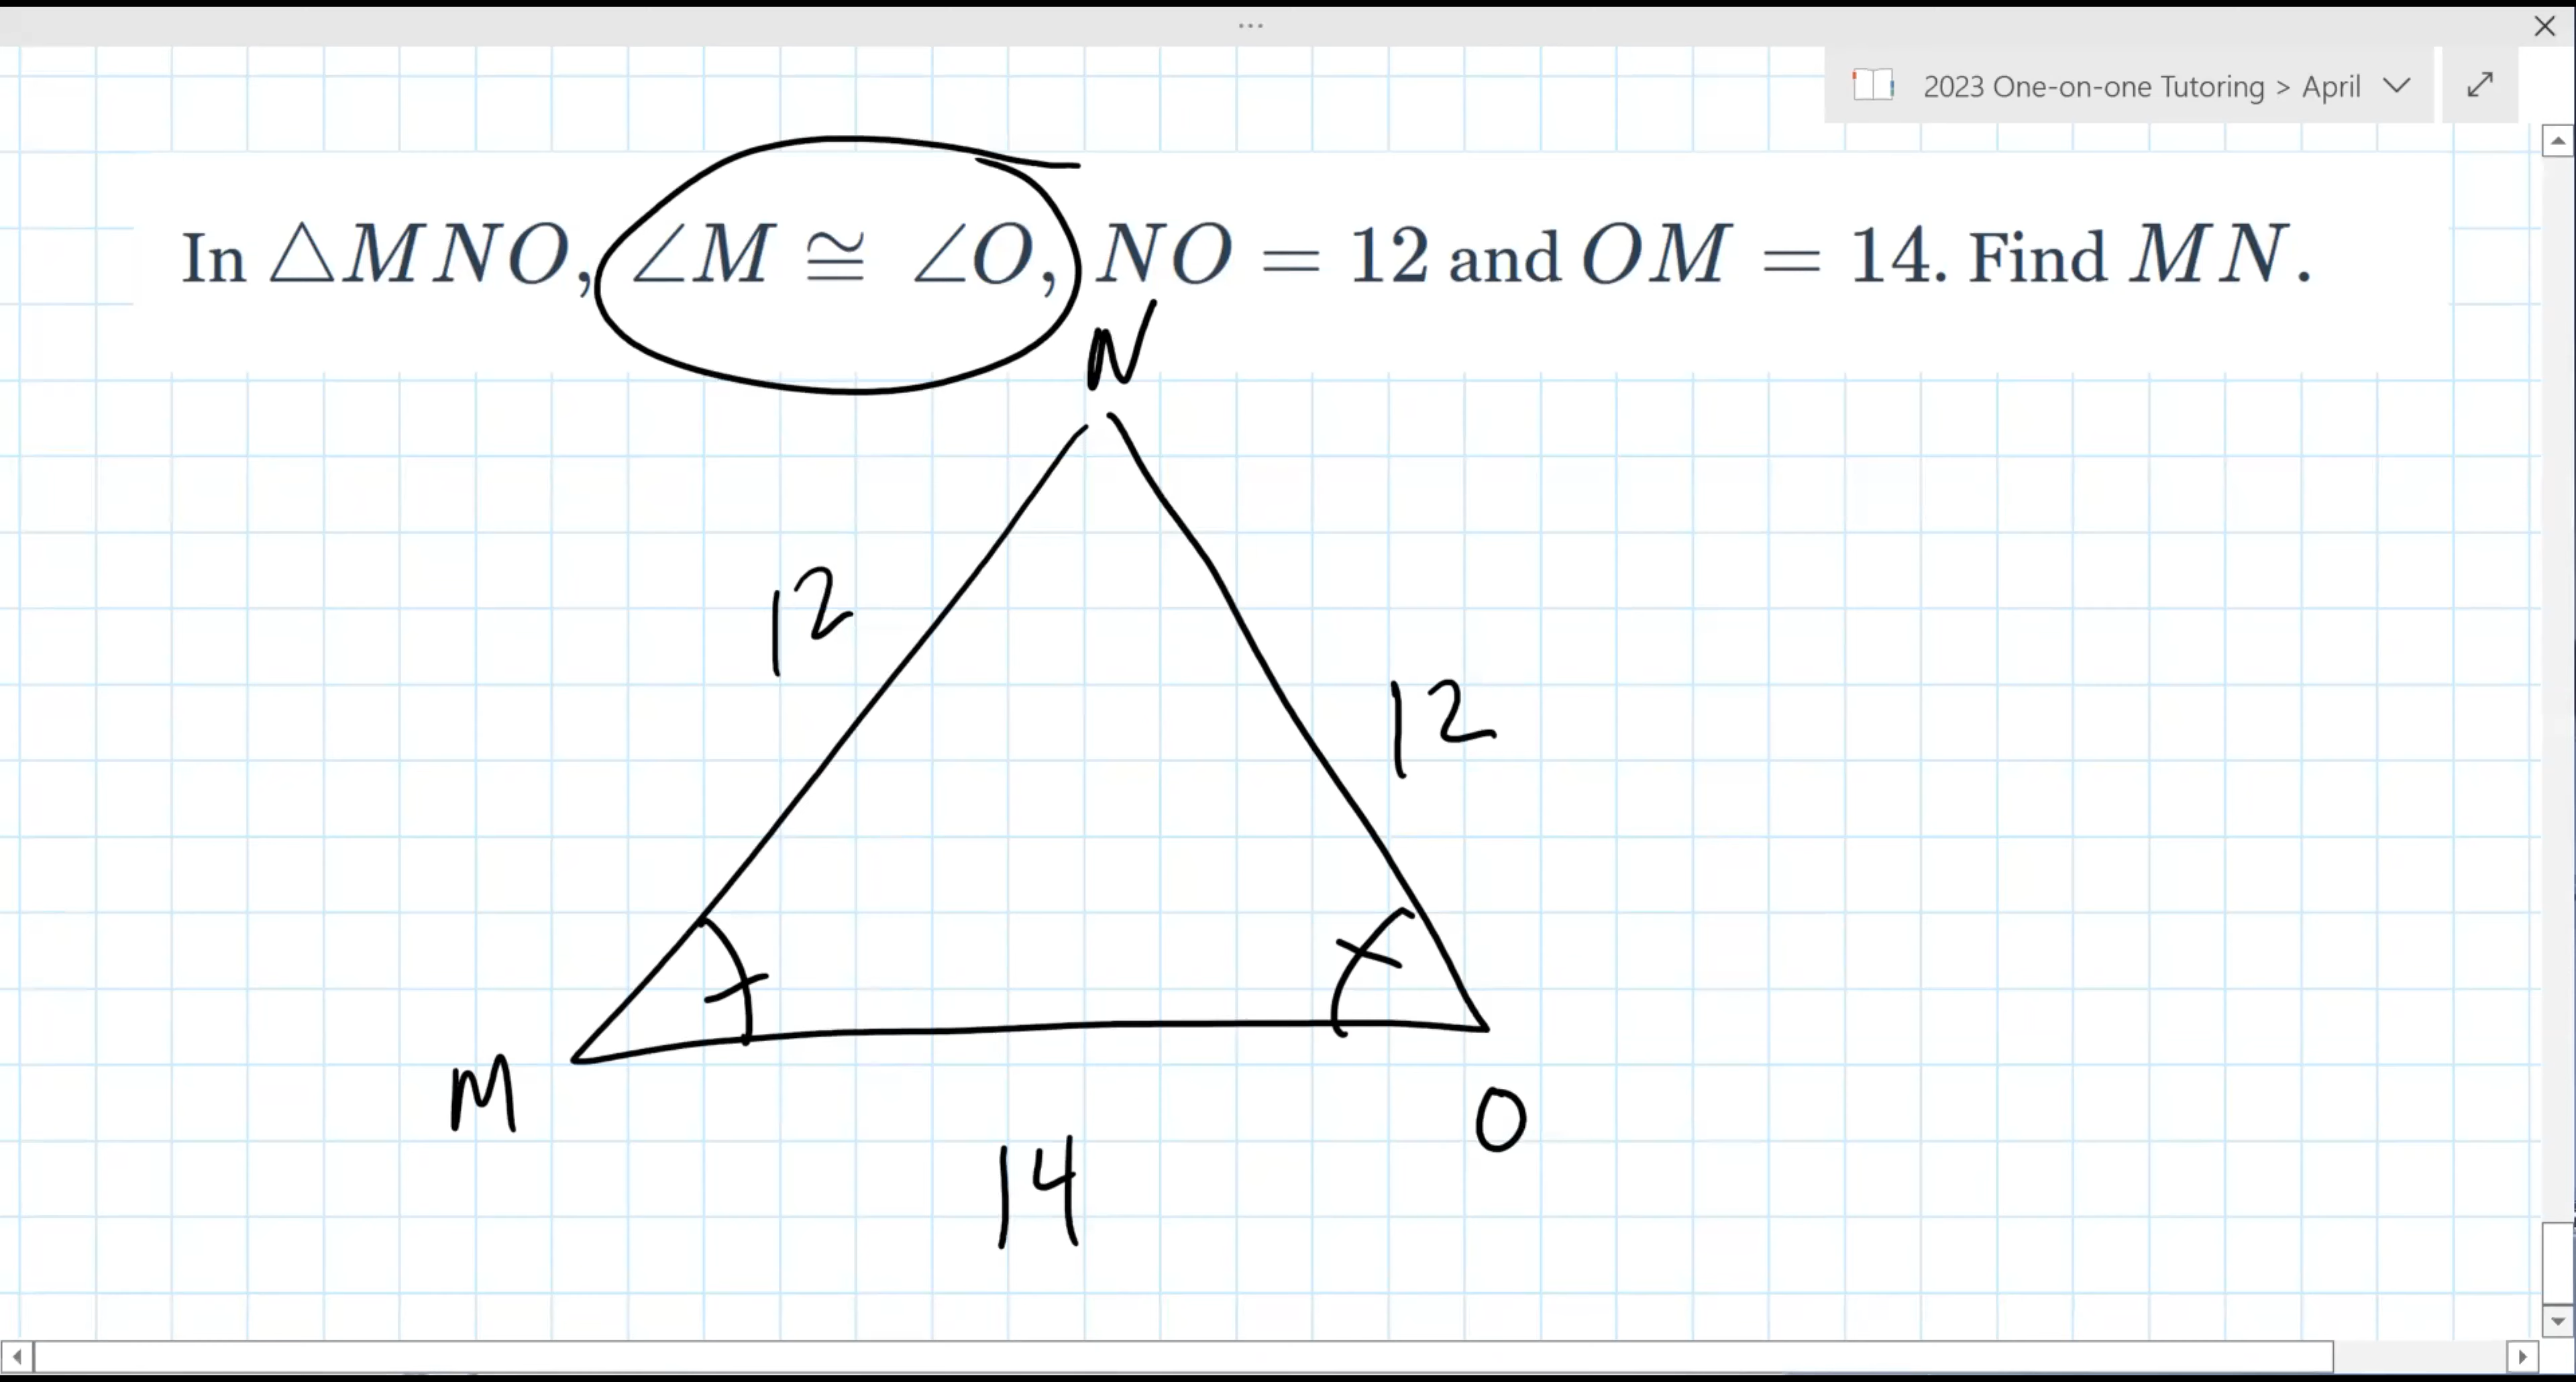 2023 One-on-one Tutoring > April
In △MNO, ∠M ≅ ∠O, NO = 12 and OM = 14. Find MN.
N
12
12
M
O
14